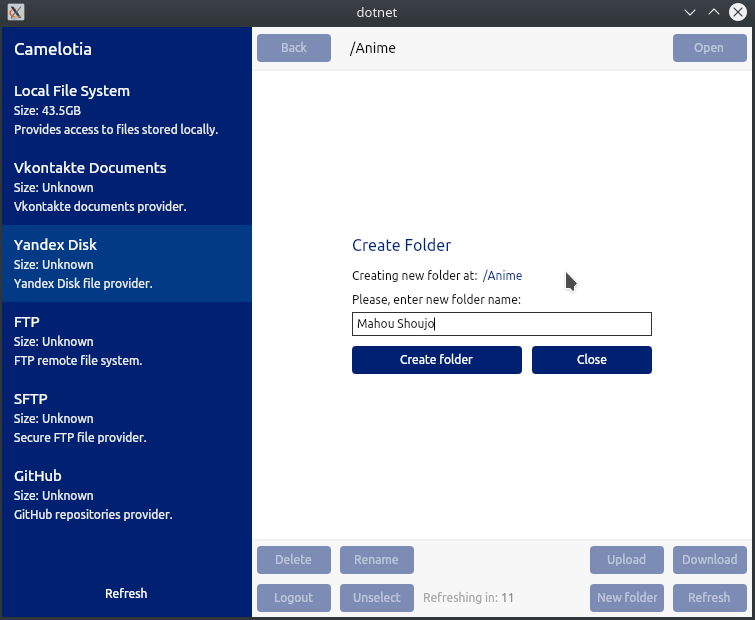 dotnet
Camelotia
Local File System
Size: 43.5GB
Provides access to files stored locally.
Vkontakte Documents
Size: Unknown
Vkontakte documents provider.
Yandex Disk
Size: Unknown
Yandex Disk file provider.
FTP
Size: Unknown
FTP remote file system.
SFTP
Size: Unknown
Secure FTP file provider.
GitHub
Size: Unknown
GitHub repositories provider.
Refresh
Back /Anime Open
Create Folder
Creating new folder at: /Anime
Please, enter new folder name:
Mahou Shoujo
Create folder Close
Delete Rename Upload Download
Logout Unselect Refreshing in: 11 New folder Refresh